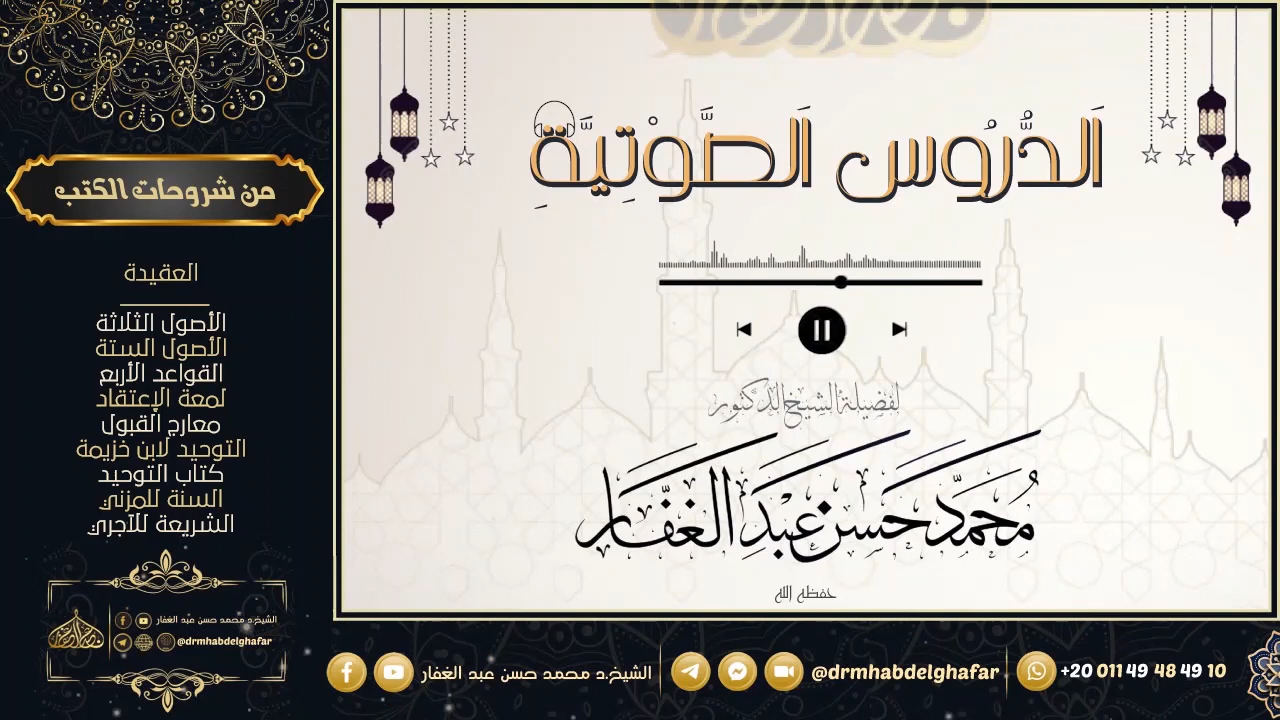 الدُّرُوس الصَّوْتِيَّةِ
لفضيلة الشيخ الدكتور
مُحَمَّد حَسَن عَبْدَ الْغَفَّار
حفظه الله
من شروحات الكتب
العقيدة
الأصول الثلاثة
الأصول الستة
القواعد الأربع
لمعة الإعتقاد
معارج القبول
التوحيد لابن خزيمة
كتاب التوحيد
السنة للمزني
الشريعة للآجري
الشيخ.د محمد حسن عبد الغفار
@drmhabdelghafar
الشيخ.د محمد حسن عبد الغفار
@drmhabdelghafar
+20 011 49 48 49 10